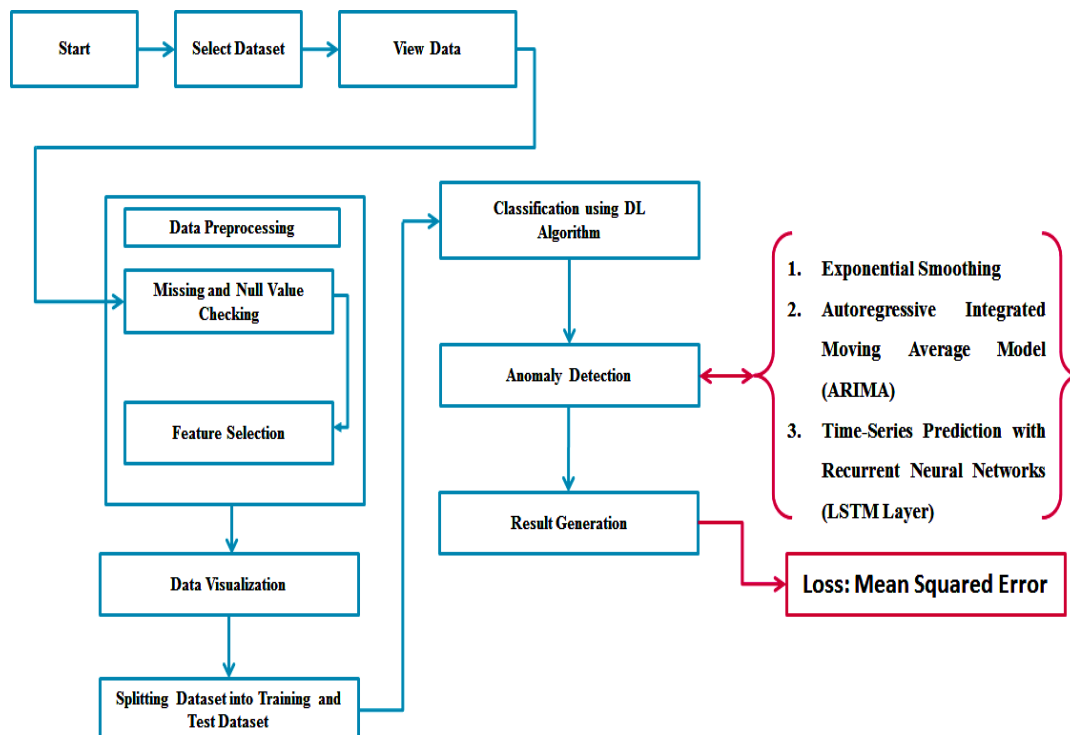 Start
Select Dataset
View Data
Data Preprocessing
Missing and Null Value
Checking
Feature Selection
Data Visualization
Splitting Dataset into Training and
Test Dataset
Classification using DL
Algorithm
Anomaly Detection
1. Exponential Smoothing
2. Autoregressive Integrated
Moving Average Model
(ARIMA)
3. Time-Series Prediction with
Recurrent Neural Networks
(LSTM Layer)
Result Generation
Loss: Mean Squared Error